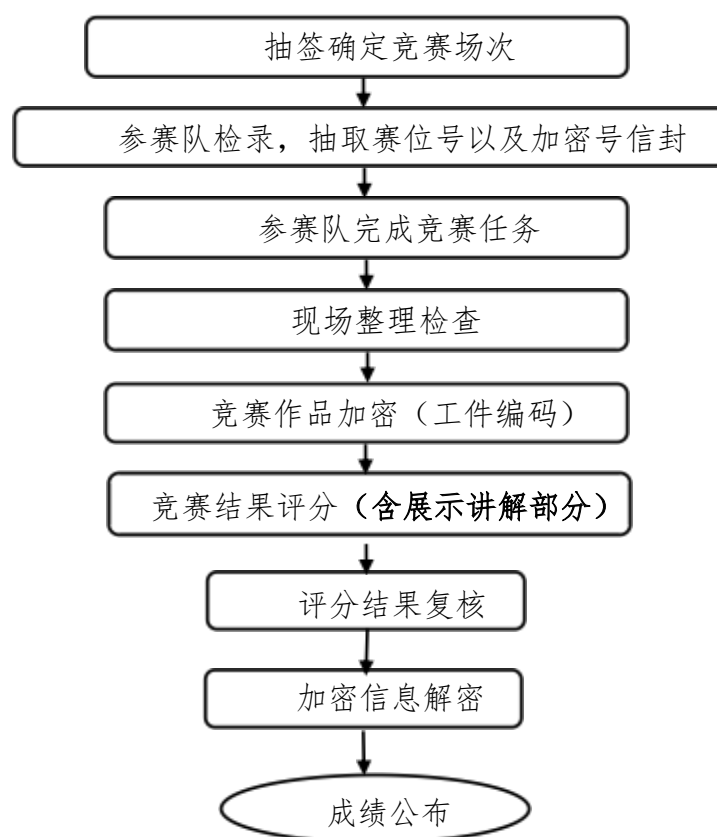 抽签确定竞赛场次
参赛队检录，抽取赛位号以及加密号信封
参赛队完成竞赛任务
现场整理检查
竞赛作品加密（工件编码）
竞赛结果评分（含展示讲解部分）
评分结果复核
加密信息解密
成绩公布